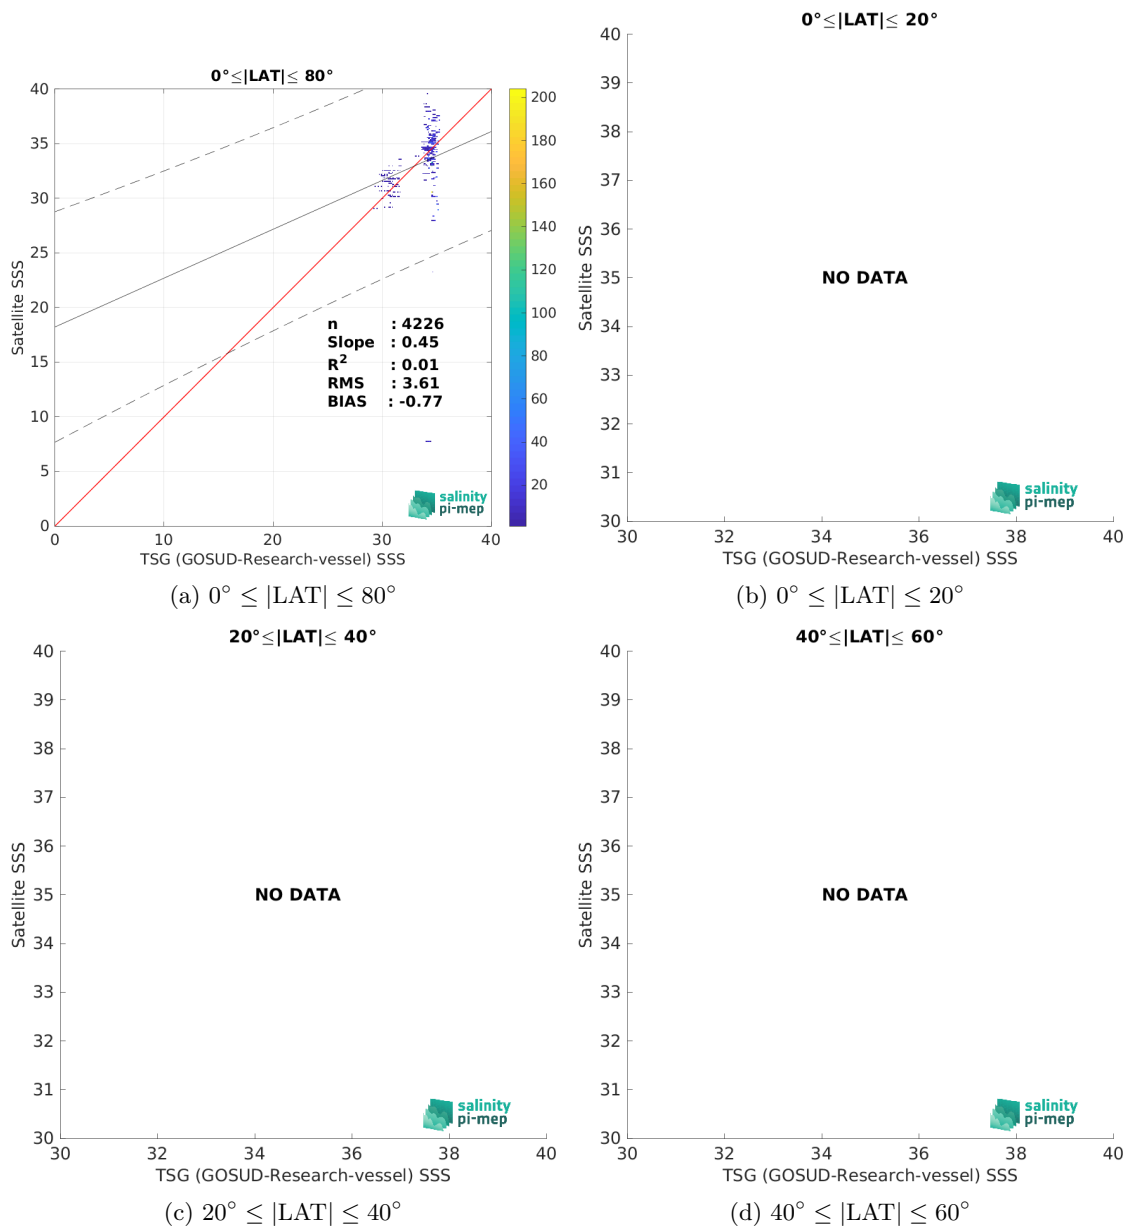 0°≤|LAT|≤ 80°
40
35
30
25
20
15
10
5
0
0
10
20
30
40
Satellite SSS
TSG (GOSUD-Research-vessel) SSS
n : 4226
Slope : 0.45
R² : 0.01
RMS : 3.61
BIAS : -0.77
200
180
160
140
120
100
80
60
40
20
salinity
pi-mep
(a) 0° ≤ |LAT| ≤ 80°
0°≤|LAT|≤ 20°
40
39
38
37
36
35
34
33
32
31
30
30
32
34
36
38
40
Satellite SSS
NO DATA
salinity
pi-mep
TSG (GOSUD-Research-vessel) SSS
(b) 0° ≤ |LAT| ≤ 20°
20°≤|LAT|≤ 40°
40
39
38
37
36
35
34
33
32
31
30
30
32
34
36
38
40
Satellite SSS
NO DATA
salinity
pi-mep
TSG (GOSUD-Research-vessel) SSS
(c) 20° ≤ |LAT| ≤ 40°
40°≤|LAT|≤ 60°
40
39
38
37
36
35
34
33
32
31
30
30
32
34
36
38
40
Satellite SSS
NO DATA
salinity
pi-mep
TSG (GOSUD-Research-vessel) SSS
(d) 40° ≤ |LAT| ≤ 60°